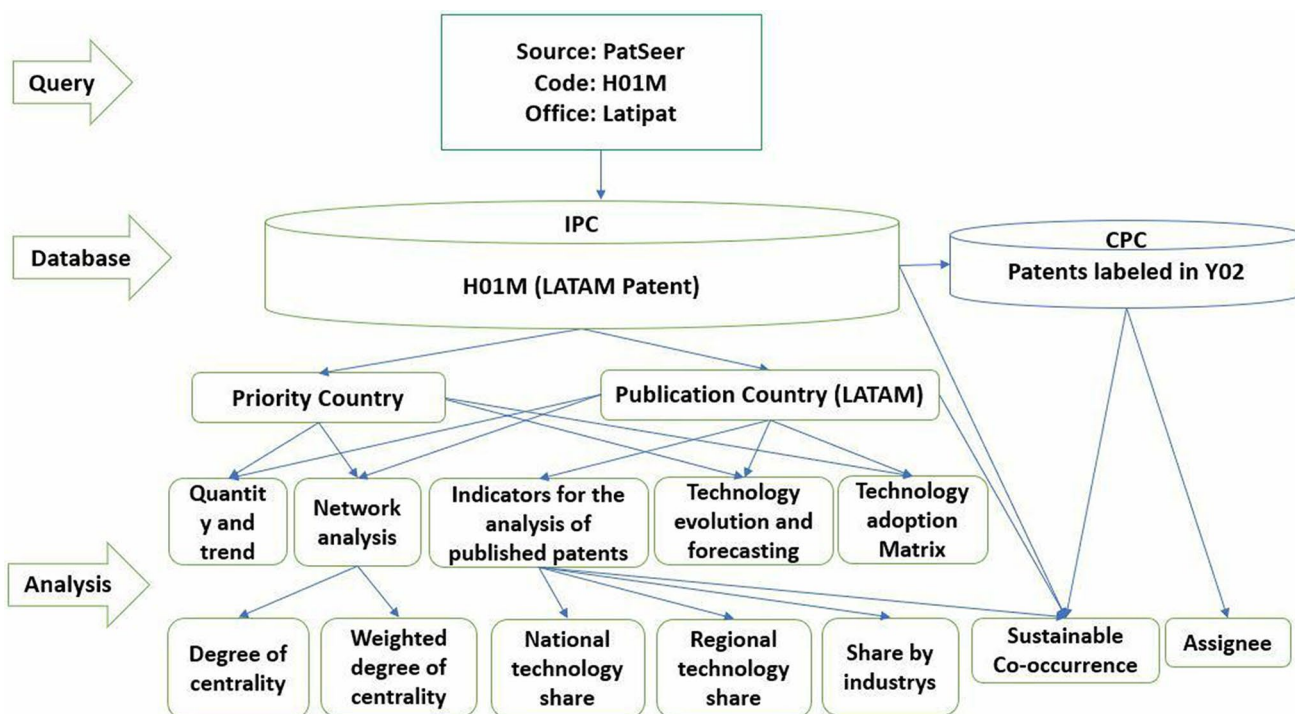 Query
Source: PatSeer
Code: H01M
Office: Latipat
Database
IPC
H01M (LATAM Patent)
CPC
Patents labeled in Y02
Priority Country
Publication Country (LATAM)
Analysis
Quantit
y and
trend
Network
analysis
Indicators for the
analysis of
published patents
Technology
evolution and
forecasting
Technology
adoption
Matrix
Degree of
centrality
Weighted
degree of
centrality
National
technology
share
Regional
technology
share
Share by
industrys
Sustainable
Co-occurrence
Assignee